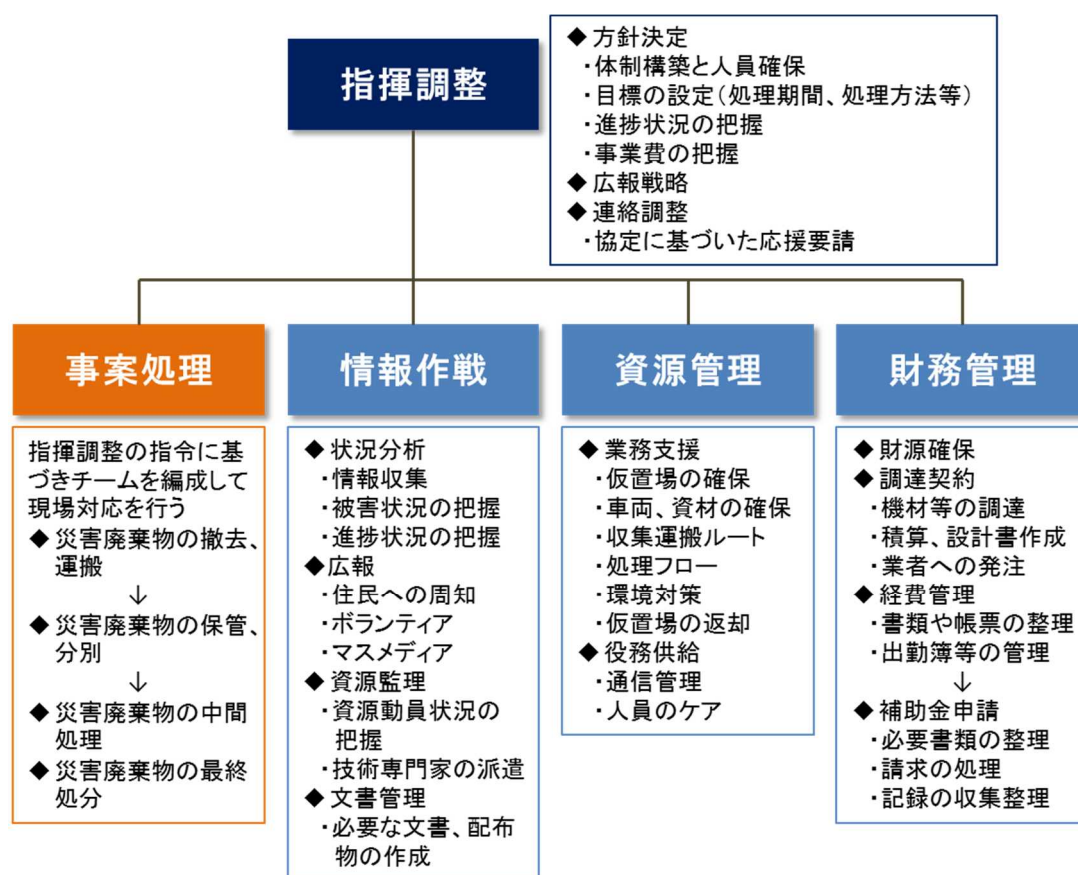 指揮調整
◆ 方針決定
・体制構築と人員確保
・目標の設定(処理期間、処理方法等)
・進捗状況の把握
・事業費の把握
◆ 広報戦略
◆ 連絡調整
・協定に基づいた応援要請
事案処理
指揮調整の指令に基
づきチームを編成して
現場対応を行う
◆ 災害廃棄物の撤去、
運搬
↓
◆ 災害廃棄物の保管、
分別
↓
◆ 災害廃棄物の中間
処理
◆ 災害廃棄物の最終
処分
情報作戦
◆ 状況分析
・情報収集
・被害状況の把握
・進捗状況の把握
◆広報
・住民への周知
・ボランティア
・マスメディア
◆資源監理
・資源動員状況の
把握
・技術専門家の派遣
◆文書管理
・必要な文書、配布
物の作成
資源管理
◆ 業務支援
・仮置場の確保
・車両、資材の確保
・収集運搬ルート
・処理フロー
・環境対策
・仮置場の返却
◆ 役務供給
・通信管理
・人員のケア
財務管理
◆ 財源確保
◆ 調達契約
・機材等の調達
・積算、設計書作成
・業者への発注
◆ 経費管理
・書類や帳票の整理
・出勤簿等の管理
↓
◆ 補助金申請
・必要書類の整理
・請求の処理
・記録の収集整理